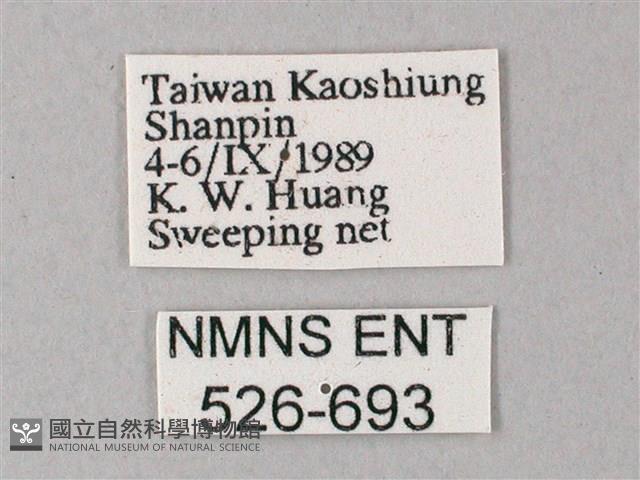 Taiwan Kaoshiung
Shanpin
4-6/IX/1989
K. W. Huang
Sweeping net
NMNS ENT
526-693
國立自然科學博物館
NATIONAL MUSEUM OF NATURAL SCIENCE